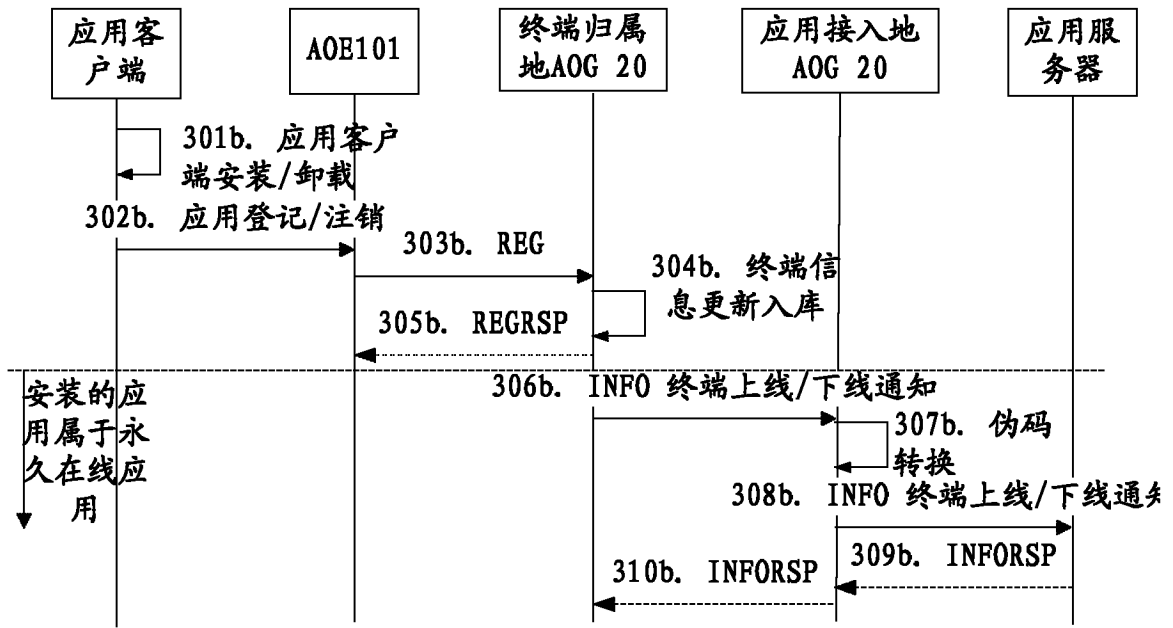 应用客
户端
AOE101
终端归属
地AOG 20
应用接入地
AOG 20
应用服
务器
301b. 应用客户
端安装/卸载
302b. 应用登记/注销
303b. REG
304b. 终端信
息更新入库
305b. REGRSP
306b. INFO 终端上线/下线通知
安装的应
用属于永
久在线应
用
307b. 伪码
转换
308b. INFO 终端上线/下线通知
309b. INFORSP
310b. INFORSP